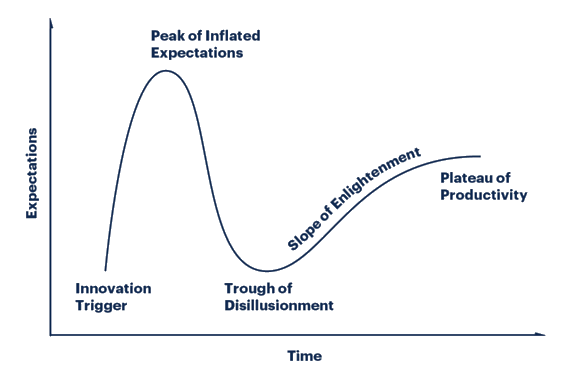 Peak of Inflated
Expectations
Expectations
Slope of Enlightenment
Plateau of
Productivity
Innovation
Trigger
Trough of
Disillusionment
Time